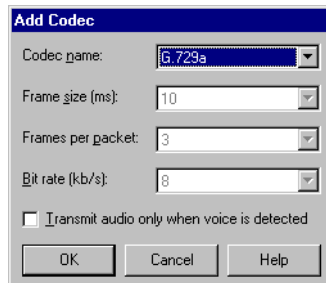 Add Codec
Codec name: G.729a
Frame size (ms): 10
Frames per packet: 3
Bit rate (kb/s): 8
Transmit audio only when voice is detected
OK Cancel Help